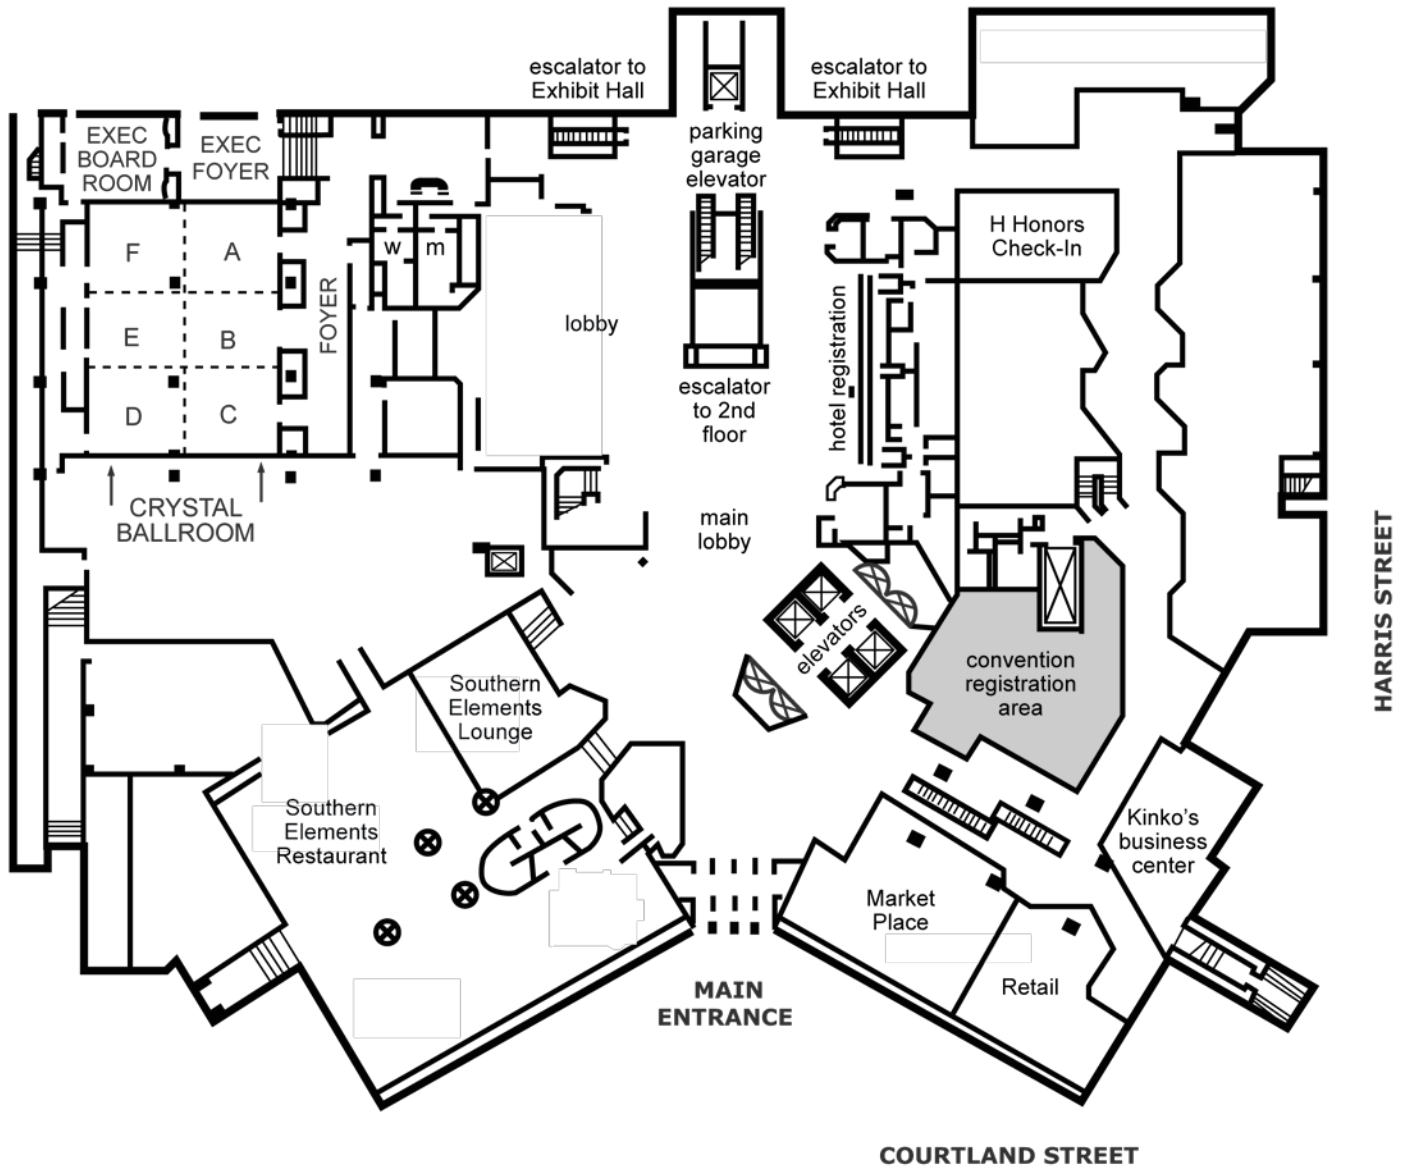 escalator to
Exhibit Hall
escalator to
Exhibit Hall
parking
garage
elevator
EXEC
BOARD
ROOM
EXEC
FOYER
H Honors
Check-In
F
A
w
m
E
B
FOYER
lobby
hotel registration
D
C
escalator
to 2nd
floor
CRYSTAL
BALLROOM
main
lobby
elevators
convention
registration
area
HARRIS STREET
Southern
Elements
Lounge
Southern
Elements
Restaurant
Kinko's
business
center
Market
Place
Retail
MAIN
ENTRANCE
COURTLAND STREET